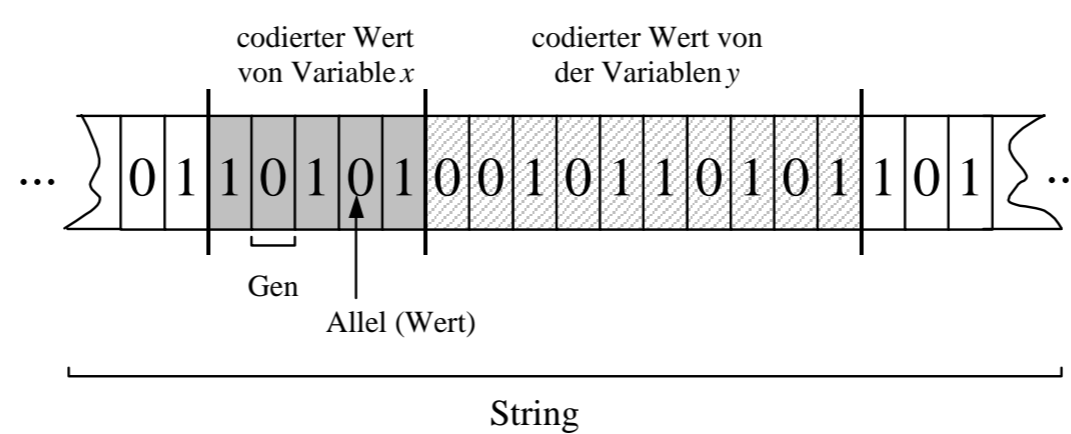 codierter Wert
von Variable x
codierter Wert von
der Variablen y
... 0 1 1 0 1 0 1 0 0 1 0 1 1 0 1 0 1 1 0 1 ..
Gen
Allel (Wert)
String